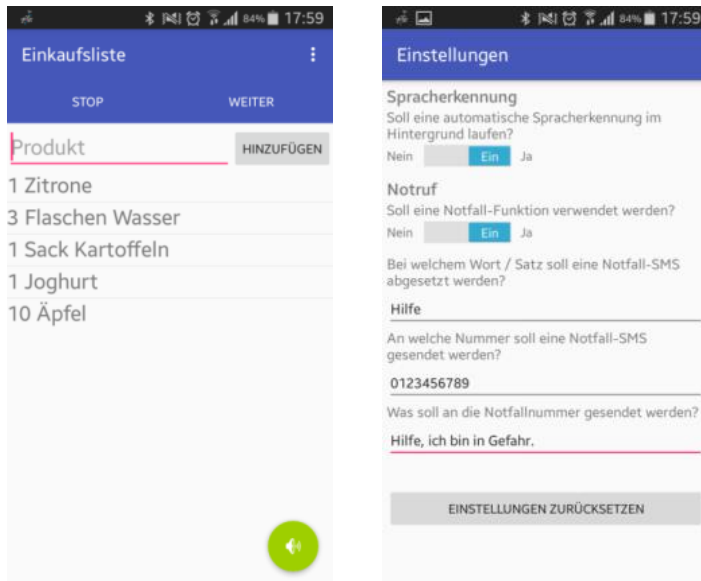 84% 17:59
Einkaufsliste
STOP WEITER
Produkt HINZUFÜGEN
1 Zitrone
3 Flaschen Wasser
1 Sack Kartoffeln
1 Joghurt
10 Äpfel
84% 17:59
Einstellungen
Spracherkennung
Soll eine automatische Spracherkennung im
Hintergrund laufen?
Nein Ein Ja
Notruf
Soll eine Notfall-Funktion verwendet werden?
Nein Ein Ja
Bei welchem Wort / Satz soll eine Notfall-SMS
abgesetzt werden?
Hilfe
An welche Nummer soll eine Notfall-SMS
gesendet werden?
0123456789
Was soll an die Notfallnummer gesendet werden?
Hilfe, ich bin in Gefahr.
EINSTELLUNGEN ZURÜCKSETZEN